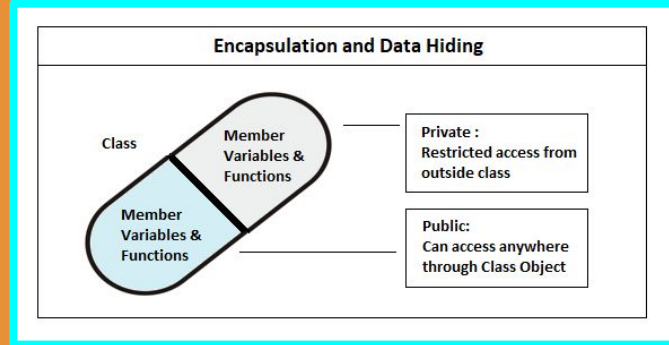 Encapsulation and Data Hiding
Class
Member
Variables &
Functions
Member
Variables &
Functions
Private :
Restricted access from
outside class
Public:
Can access anywhere
through Class Object